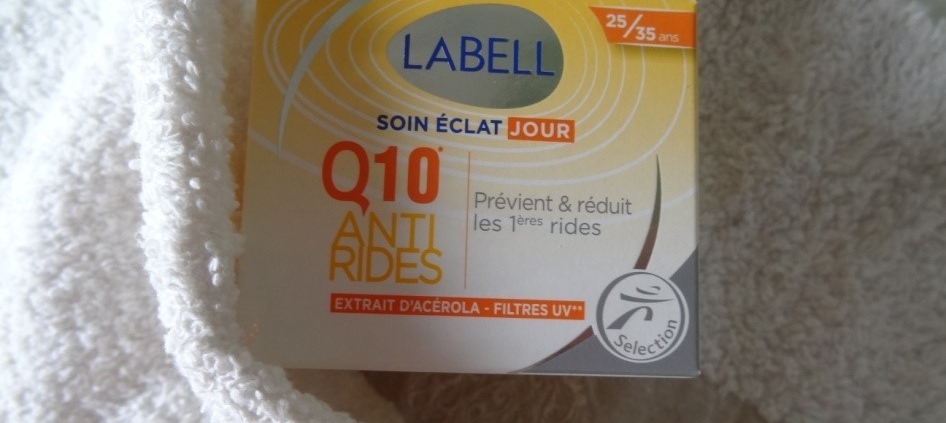 25/35 ans
LABELL
SOIN ÉCLAT JOUR
Q10*
ANTI
RIDES
Prévient & réduit
les 1ères rides
EXTRAIT D'ACÉROLA - FILTRES UV**
Selection